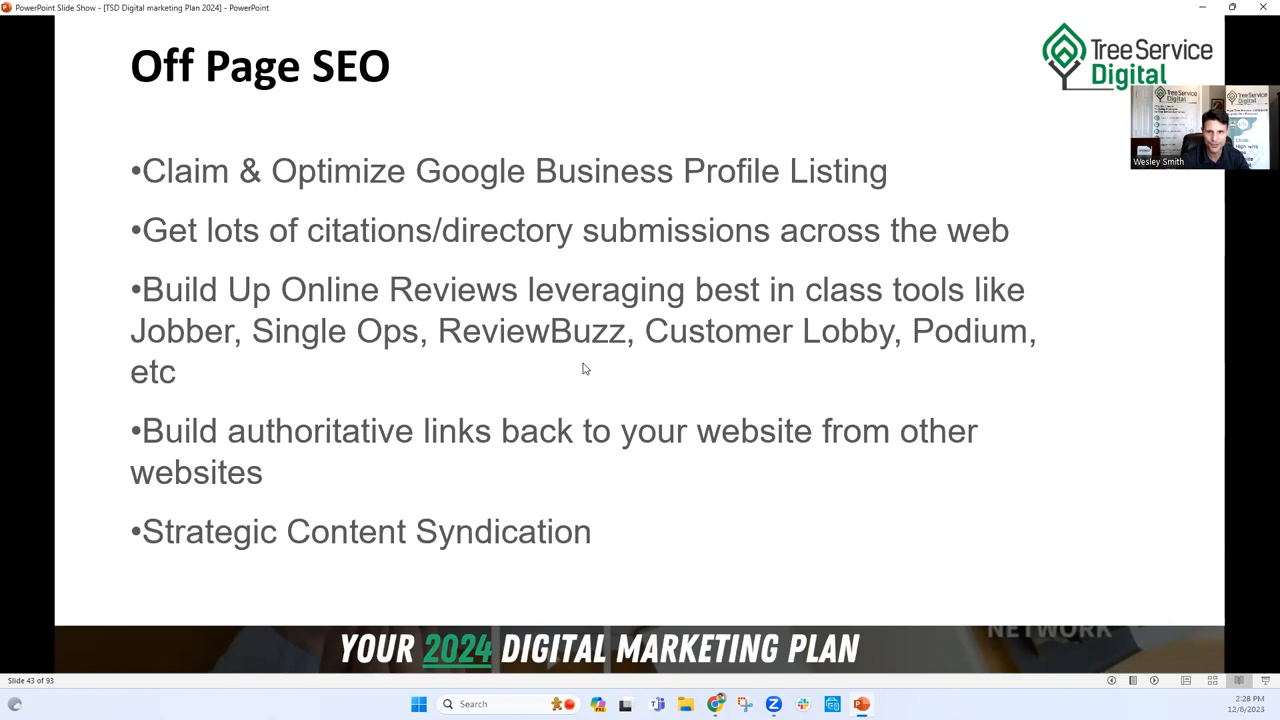 PowerPoint Slide Show - [TSD Digital marketing Plan 2024] - PowerPoint
Off Page SEO
Tree Service
Digital
Tree Service
Digital
Wesley Smith
•Claim & Optimize Google Business Profile Listing
•Get lots of citations/directory submissions across the web
•Build Up Online Reviews leveraging best in class tools like
Jobber, Single Ops, ReviewBuzz, Customer Lobby, Podium,
etc
•Build authoritative links back to your website from other
websites
•Strategic Content Syndication
NETWORK
YOUR 2024 DIGITAL MARKETING PLAN
Slide 43 of 93
Search
2:28 PM
12/8/2023